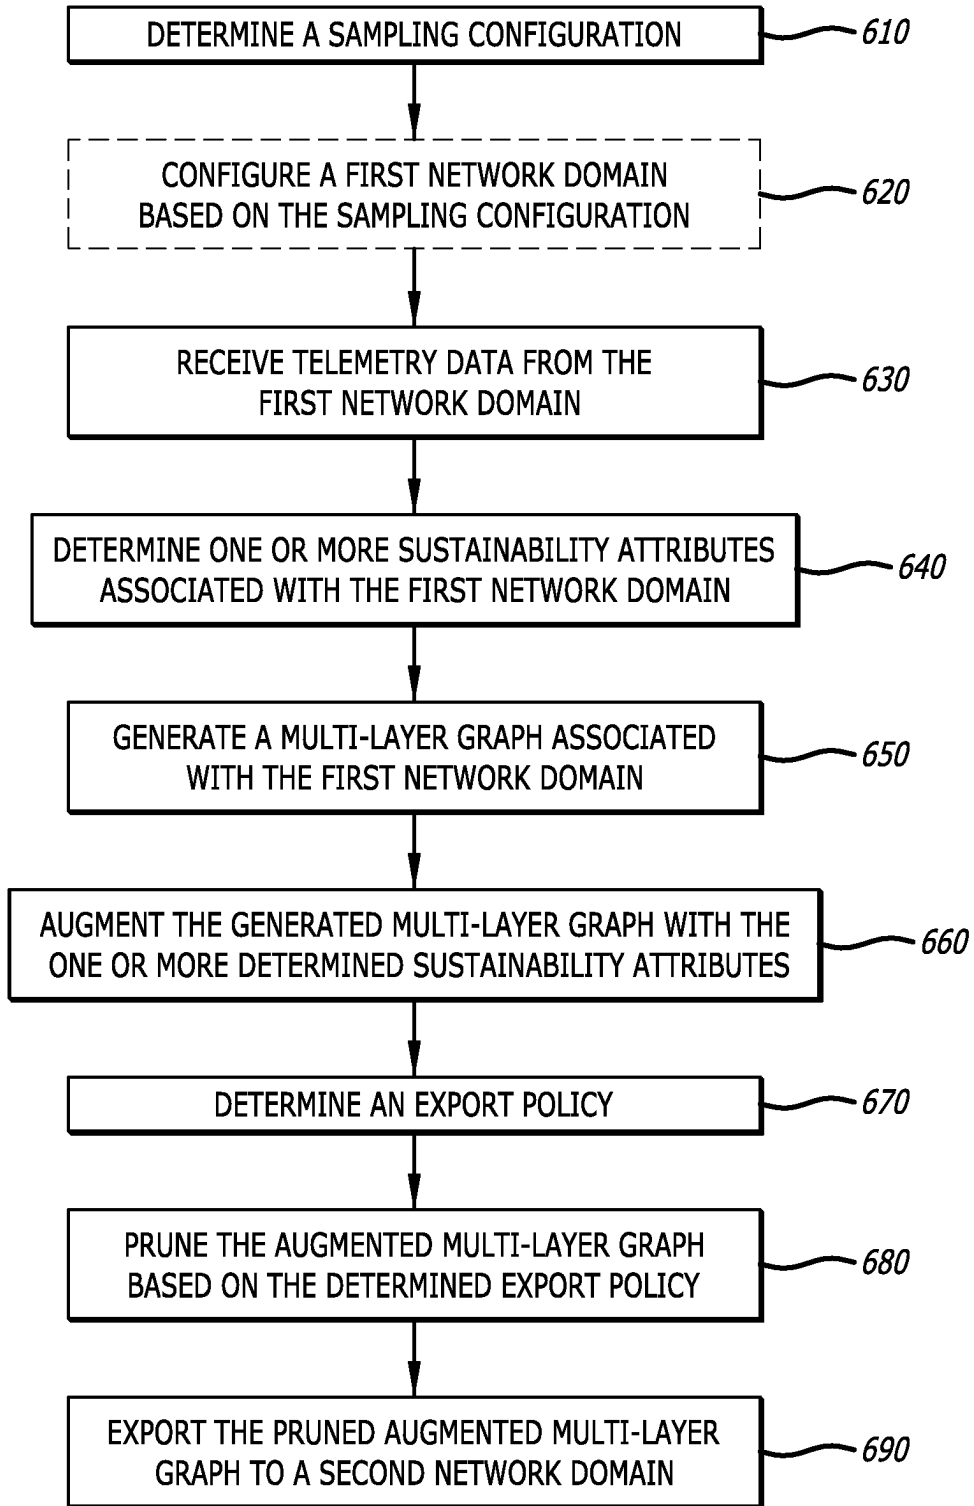 DETERMINE A SAMPLING CONFIGURATION
610
CONFIGURE A FIRST NETWORK DOMAIN
BASED ON THE SAMPLING CONFIGURATION
620
RECEIVE TELEMETRY DATA FROM THE
FIRST NETWORK DOMAIN
630
DETERMINE ONE OR MORE SUSTAINABILITY ATTRIBUTES
ASSOCIATED WITH THE FIRST NETWORK DOMAIN
640
GENERATE A MULTI-LAYER GRAPH ASSOCIATED
WITH THE FIRST NETWORK DOMAIN
650
AUGMENT THE GENERATED MULTI-LAYER GRAPH WITH THE
ONE OR MORE DETERMINED SUSTAINABILITY ATTRIBUTES
660
DETERMINE AN EXPORT POLICY
670
PRUNE THE AUGMENTED MULTI-LAYER GRAPH
BASED ON THE DETERMINED EXPORT POLICY
680
EXPORT THE PRUNED AUGMENTED MULTI-LAYER
GRAPH TO A SECOND NETWORK DOMAIN
690